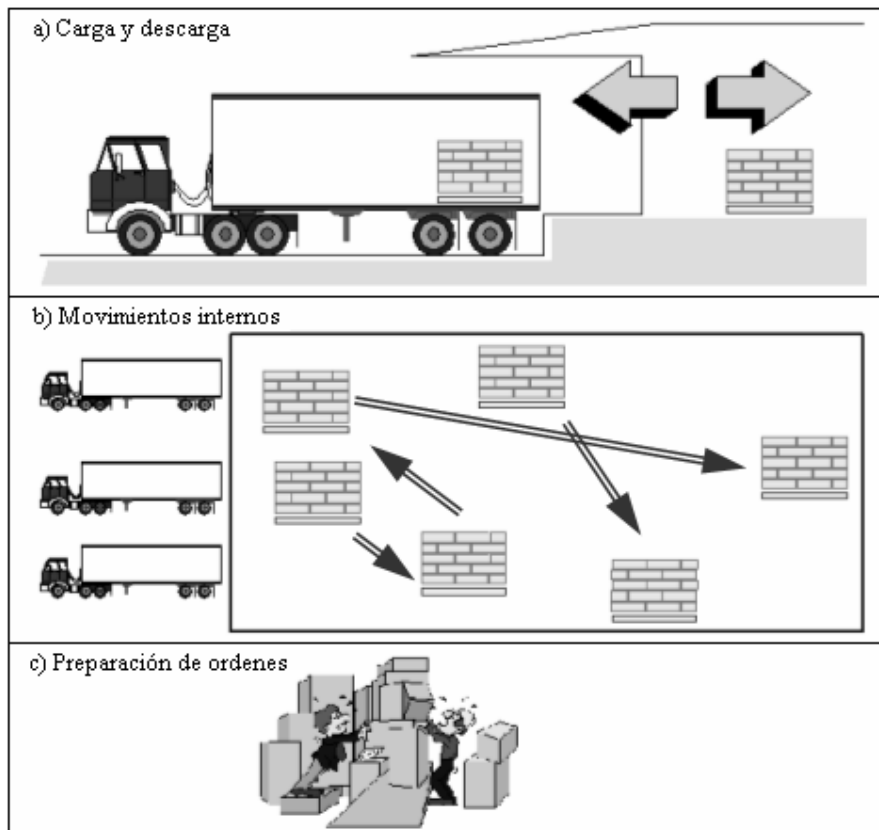 a) Carga y descarga
b) Movimientos internos
c) Preparación de ordenes